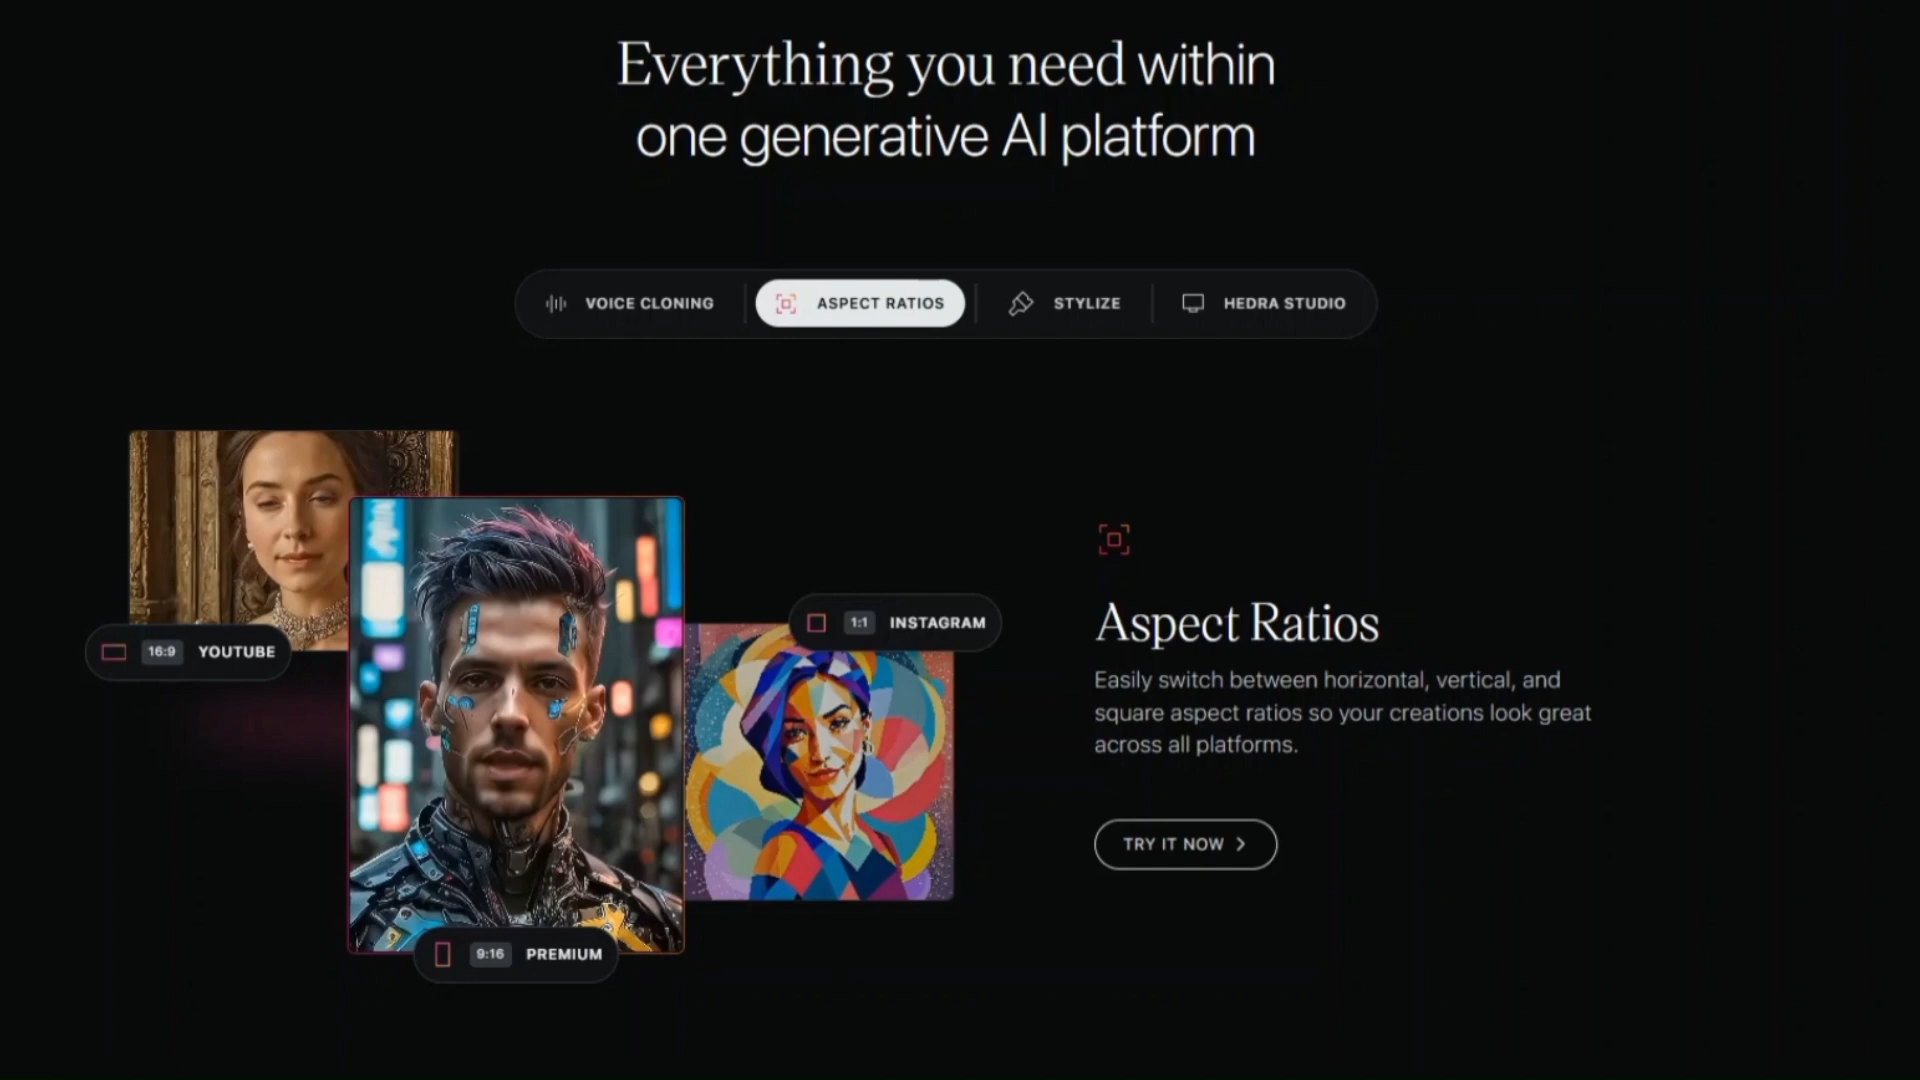 Everything you need within
one generative AI platform
VOICE CLONING
ASPECT RATIOS
STYLIZE
HEDRA STUDIO
16:9 YOUTUBE
1:1 INSTAGRAM
9:16 PREMIUM
Aspect Ratios
Easily switch between horizontal, vertical, and
square aspect ratios so your creations look great
across all platforms.
TRY IT NOW